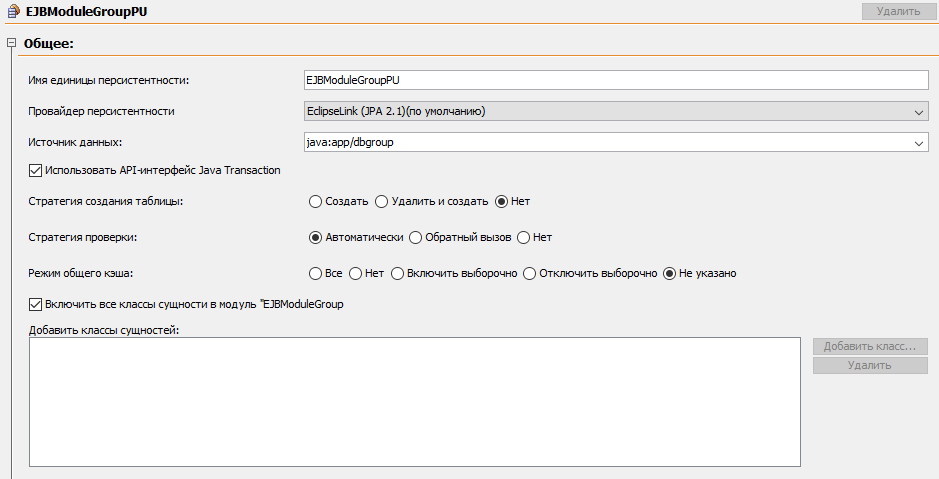 EJBModuleGroupPU
Удалить
Общее:
Имя единицы персистентности: EJBModuleGroupPU
Провайдер персистентности EclipseLink (JPA 2.1)(по умолчанию)
Источник данных: java:app/dbgroup
Использовать API-интерфейс Java Transaction
Стратегия создания таблицы: Создать Удалить и создать Нет
Стратегия проверки: Автоматически Обратный вызов Нет
Режим общего кэша: Все Нет Включить выборочно Отключить выборочно Не указано
Включить все классы сущности в модуль "EJBModuleGroup
Добавить классы сущностей:
Добавить класс...
Удалить